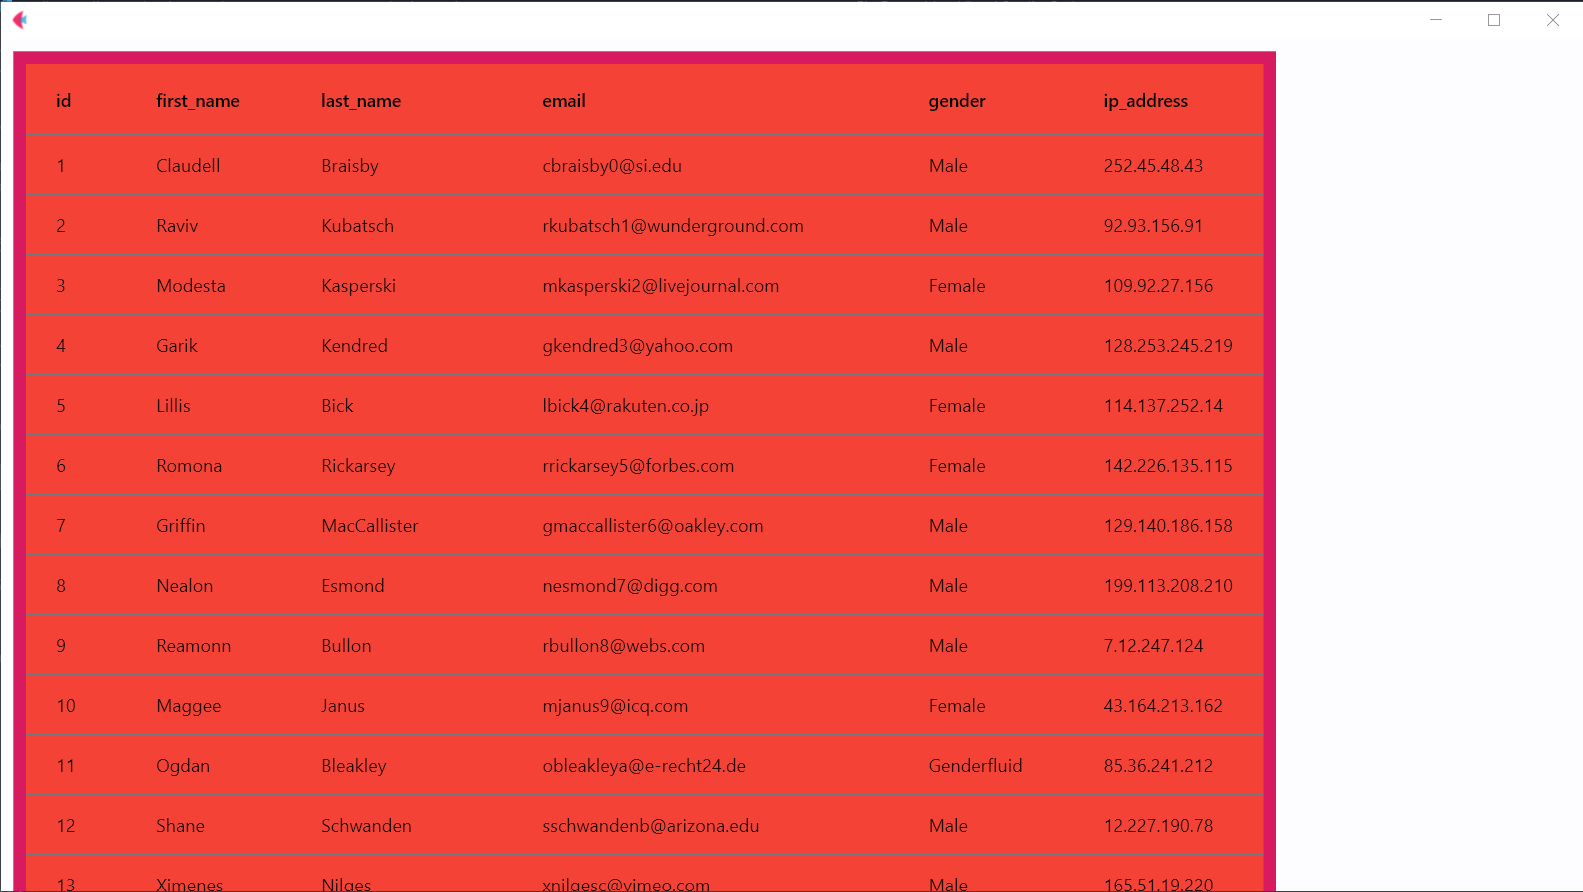 id first_name last_name email gender ip_address
1 Claudell Braisby cbraisby0@si.edu Male 252.45.48.43
2 Raviv Kubatsch rkubatsch1@wunderground.com Male 92.93.156.91
3 Modesta Kasperski mkasperski2@livejournal.com Female 109.92.27.156
4 Garik Kendred gkendred3@yahoo.com Male 128.253.245.219
5 Lillis Bick lbick4@rakuten.co.jp Female 114.137.252.14
6 Romona Rickarsey rrickarsey5@forbes.com Female 142.226.135.115
7 Griffin MacCallister gmaccallister6@oakley.com Male 129.140.186.158
8 Nealon Esmond nesmond7@digg.com Male 199.113.208.210
9 Reamonn Bullon rbullon8@webs.com Male 7.12.247.124
10 Maggee Janus mjanus9@icq.com Female 43.164.213.162
11 Ogdan Bleakley obleakleya@e-recht24.de Genderfluid 85.36.241.212
12 Shane Schwanden sschwandenb@arizona.edu Male 12.227.190.78
13 Ximenes Nilges xnilgesc@vimeo.com Male 165.51.19.220